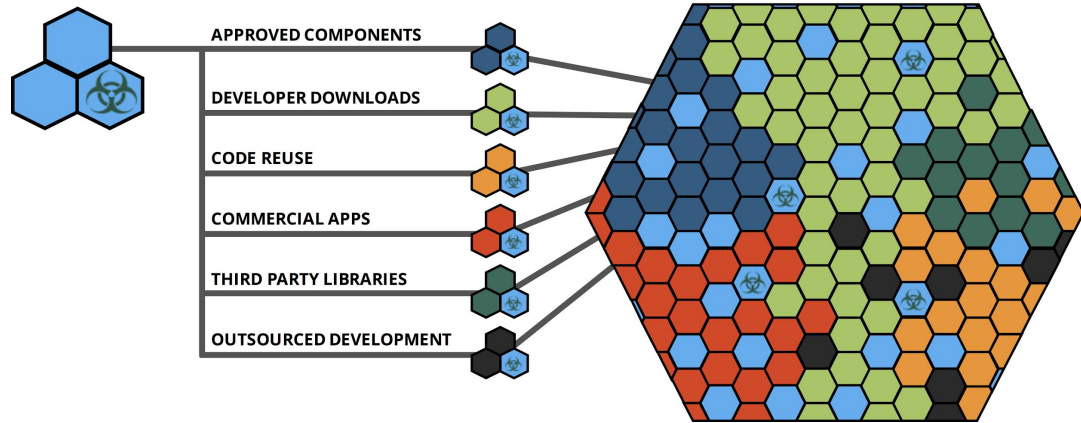 APPROVED COMPONENTS
DEVELOPER DOWNLOADS
CODE REUSE
COMMERCIAL APPS
THIRD PARTY LIBRARIES
OUTSOURCED DEVELOPMENT